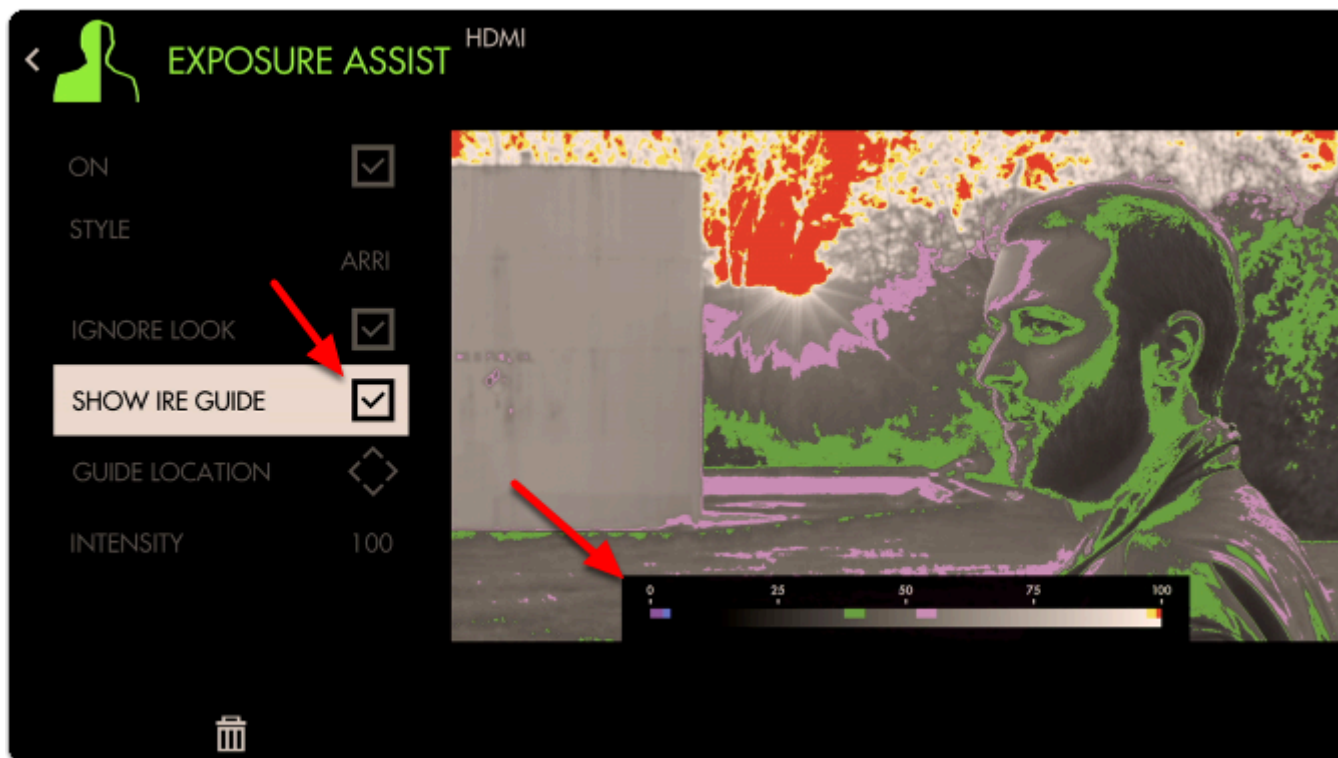 EXPOSURE ASSIST
HDMI
ON
STYLE
ARRI
IGNORE LOOK
SHOW IRE GUIDE
GUIDE LOCATION
INTENSITY 100
0 25 50 75 100